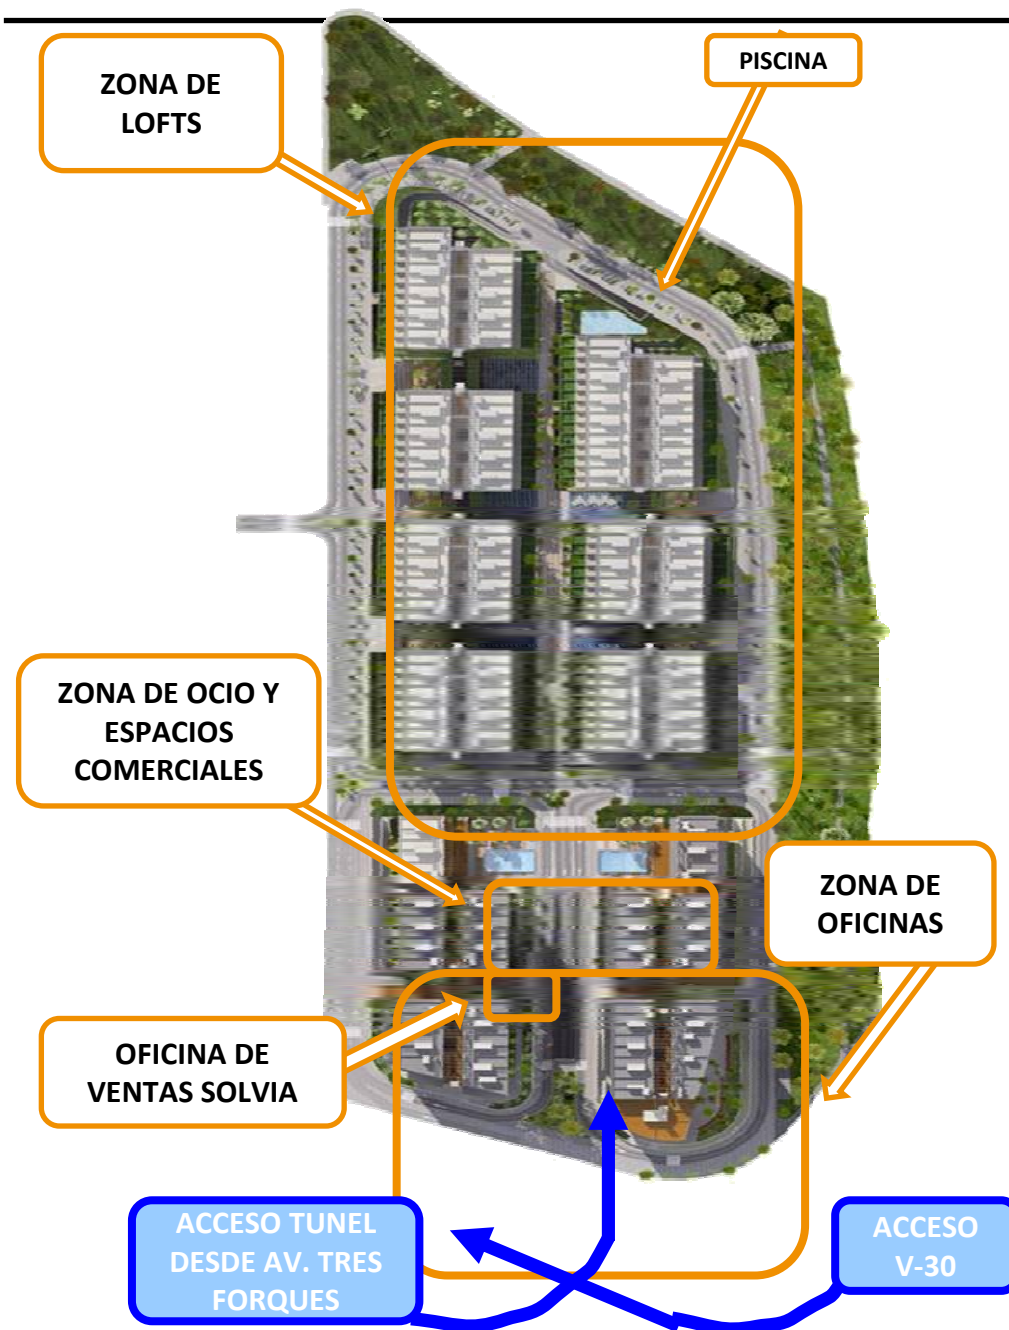 ZONA DE
LOFTS
PISCINA
ZONA DE OCIO Y
ESPACIOS
COMERCIALES
ZONA DE
OFICINAS
OFICINA DE
VENTAS SOLVIA
ACCESO TUNEL
DESDE AV. TRES
FORQUES
ACCESO
V-30